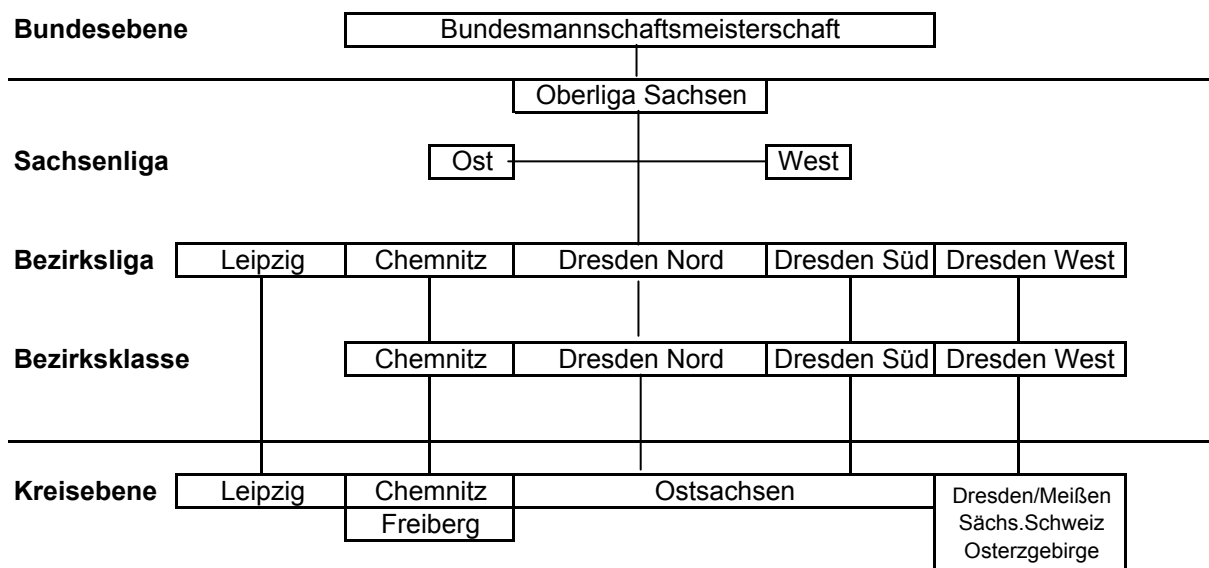 Bundesebene Bundesmannschaftsmeisterschaft
Oberliga Sachsen
Sachsenliga Ost West
Bezirksliga Leipzig Chemnitz Dresden Nord Dresden Süd Dresden West
Bezirksklasse Chemnitz Dresden Nord Dresden Süd Dresden West
Kreisebene Leipzig Chemnitz Ostsachsen Dresden/Meißen
Freiberg Sächs.Schweiz
Osterzgebirge